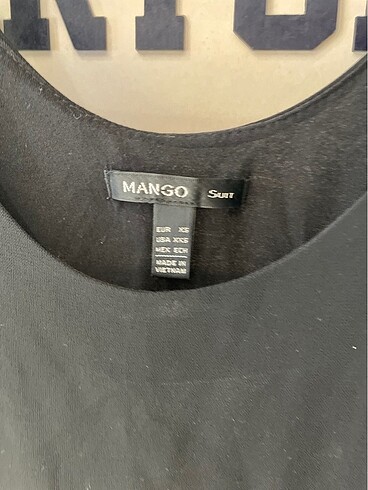 MANGO Suit
EUR XS
USA XXS
MEX ECH
MADE IN
VIETNAM